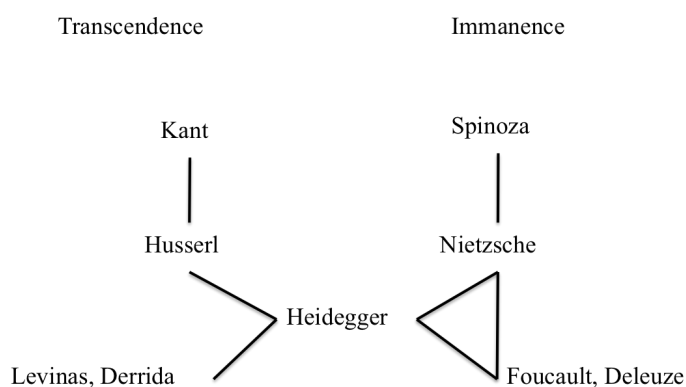 Transcendence
Immanence
Kant
Spinoza
Husserl
Nietzsche
Heidegger
Levinas, Derrida
Foucault, Deleuze